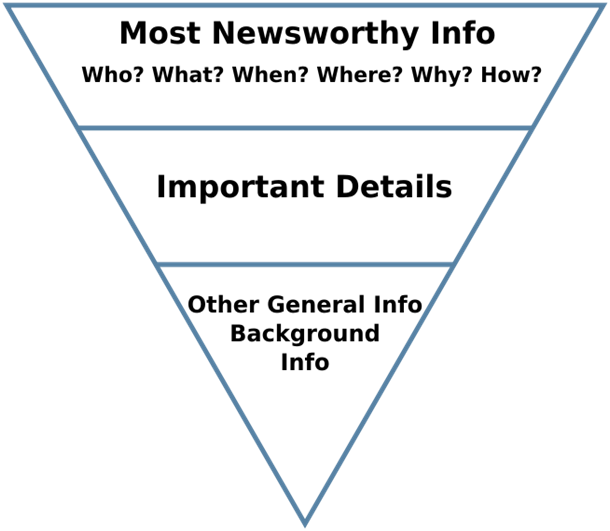 Most Newsworthy Info
Who? What? When? Where? Why? How?
Important Details
Other General Info
Background
Info